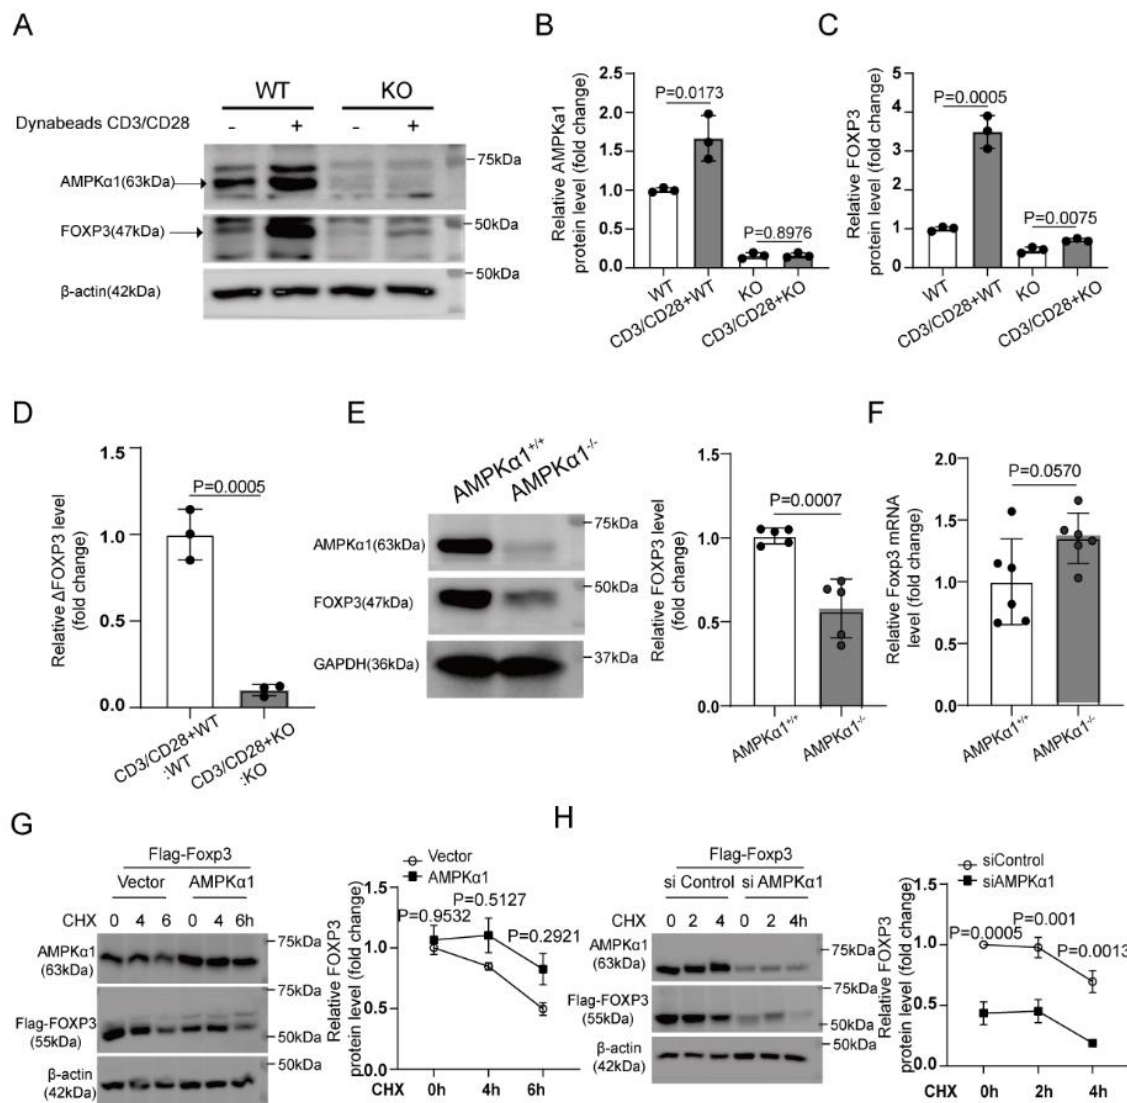 A
WT KO
Dynabeads CD3/CD28 - + - +
75kDa
AMPKα1(63kDa)
50kDa
FOXP3(47kDa)
50kDa
β-actin(42kDa)
B
Relative AMPKa1
protein level (fold change)
2.5
2.0
1.5
1.0
0.5
0.0
P=0.0173
P=0.8976
WT
CD3/CD28+WT
KO
CD3/CD28+KO
C
Relative FOXP3
protein level (fold change)
5
4
3
2
1
0
P=0.0005
P=0.0075
WT
CD3/CD28+WT
KO
CD3/CD28+KO
D
Relative ΔFOXP3 level
(fold change)
1.5
1.0
0.5
0.0
P=0.0005
CD3/CD28+WT
:WT
CD3/CD28+KO
:KO
E
AMPKα1+/+
AMPKα1-/-
75kDa
AMPKα1(63kDa)
50kDa
FOXP3(47kDa)
37kDa
GAPDH(36kDa)
Relative FOXP3 level
(fold change)
1.5
1.0
0.5
0.0
P=0.0007
AMPKα1+/+
AMPKα1-/-
F
Relative Foxp3 mRNA
level (fold change)
2.0
1.5
1.0
0.5
0.0
P=0.0570
AMPKα1+/+
AMPKα1-/-
G
Flag-Foxp3
Vector AMPKα1
CHX 0 4 6 0 4 6h
75kDa
AMPKα1
(63kDa)
75kDa
Flag-FOXP3
(55kDa)
50kDa
50kDa
β-actin
(42kDa)
Vector
AMPKα1
Relative FOXP3
protein level (fold change)
1.5
1.0
0.5
0.0
P=0.9532
P=0.5127
P=0.2921
CHX 0h 4h 6h
H
Flag-Foxp3
si Control si AMPKα1
CHX 0 2 4 0 2 4h
75kDa
AMPKα1
(63kDa)
75kDa
Flag-FOXP3
(55kDa)
50kDa
50kDa
β-actin
(42kDa)
siControl
siAMPKα1
Relative FOXP3
protein level (fold change)
1.5
1.0
0.5
0.0
P=0.0005
P=0.001
P=0.0013
CHX 0h 2h 4h